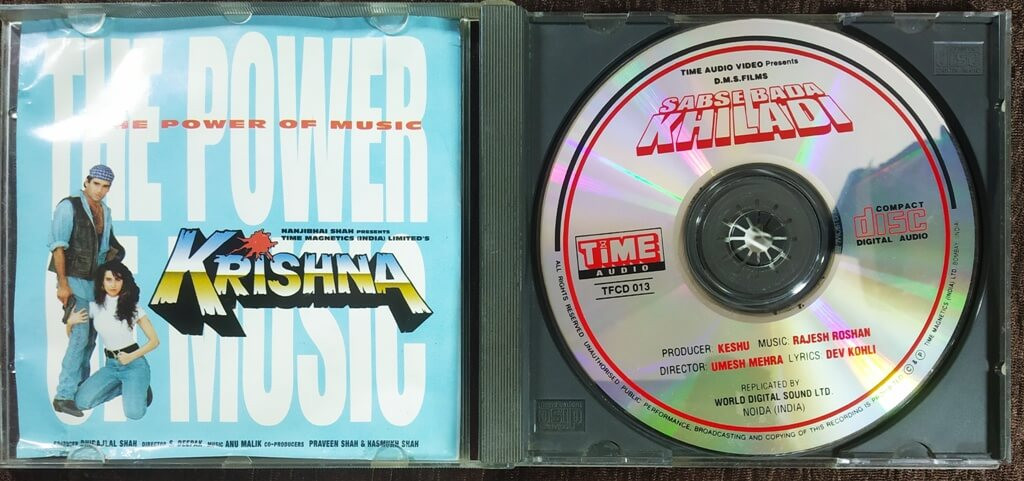 THE POWER
THE POWER OF MUSIC
OF MUSIC
NANJIBHAI SHAH PRESENTS
TIME MAGNETICS (INDIA) LIMITED'S
KRISHNA
PRODUCER DHIRAJLAL SHAH DIRECTOR S. DEEPAK MUSIC ANU MALIK CO-PRODUCERS PRAVEEN SHAH & HASMUKH SHAH
TIME AUDIO VIDEO Presents
D.M.S.FILMS
SABSE BADA
KHILADI
TIME
AUDIO
TFCD 013
COMPACT
disc
DIGITAL AUDIO
PRODUCER: KESHU MUSIC: RAJESH ROSHAN
DIRECTOR: UMESH MEHRA LYRICS: DEV KOHLI
REPLICATED BY
WORLD DIGITAL SOUND LTD.
NOIDA (INDIA)
ALL RIGHTS RESERVED. UNAUTHORISED PUBLIC PERFORMANCE, BROADCASTING AND COPYING OF THIS RECORDING IS PROHIBITED © & ℗ TIME MAGNETICS (INDIA) LTD. BOMBAY (INDIA)